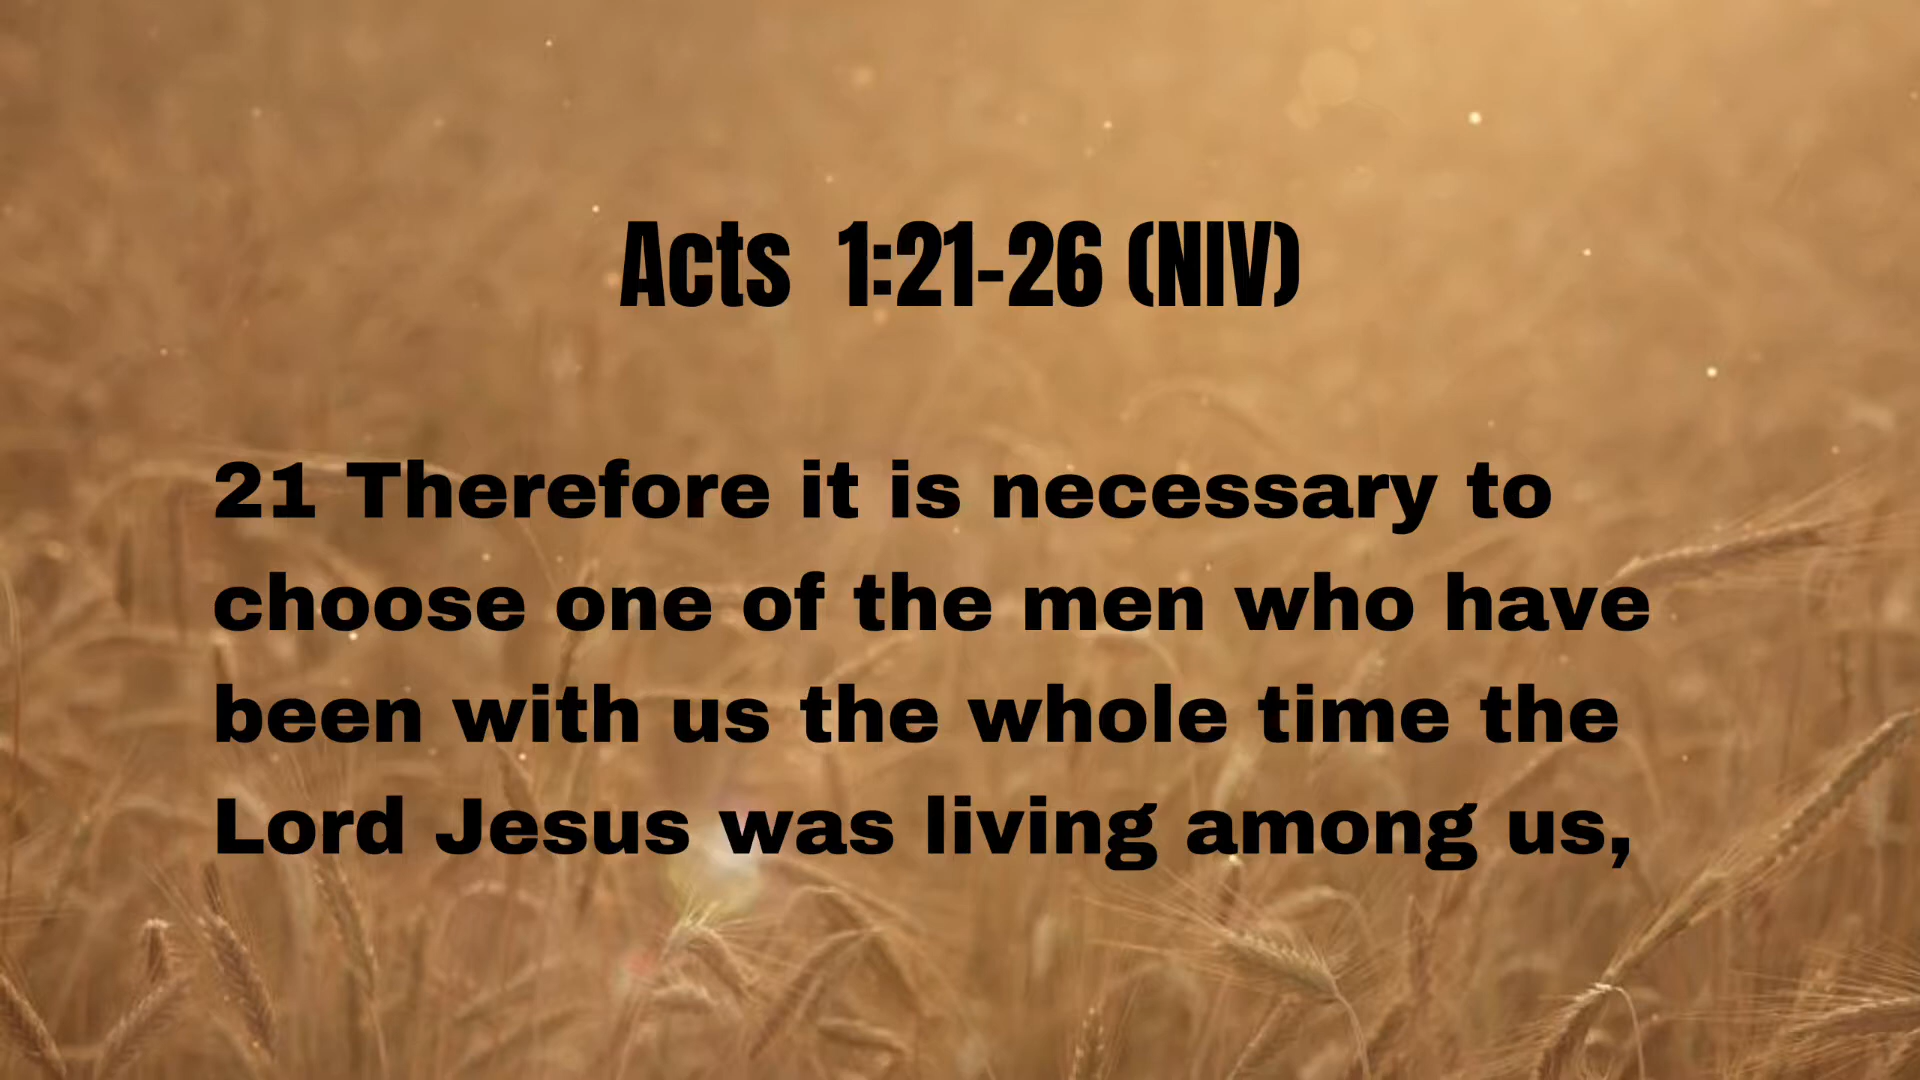 Acts 1:21-26 (NIV)
21 Therefore it is necessary to
choose one of the men who have
been with us the whole time the
Lord Jesus was living among us,